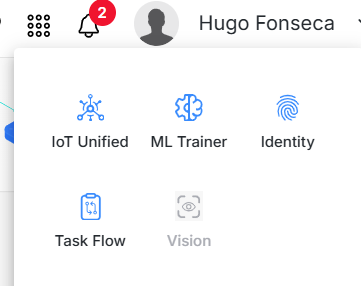 2
Hugo Fonseca
IoT Unified ML Trainer Identity
Task Flow Vision